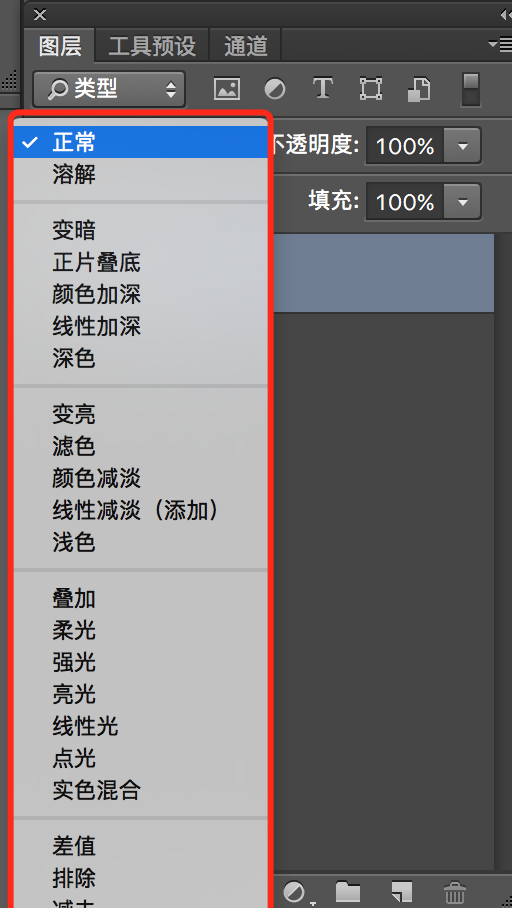 图层 工具预设 通道
类型
T
正常
不透明度: 100%
溶解
填充: 100%
变暗
正片叠底
颜色加深
线性加深
深色
变亮
滤色
颜色减淡
线性减淡（添加）
浅色
叠加
柔光
强光
亮光
线性光
点光
实色混合
差值
排除
减去